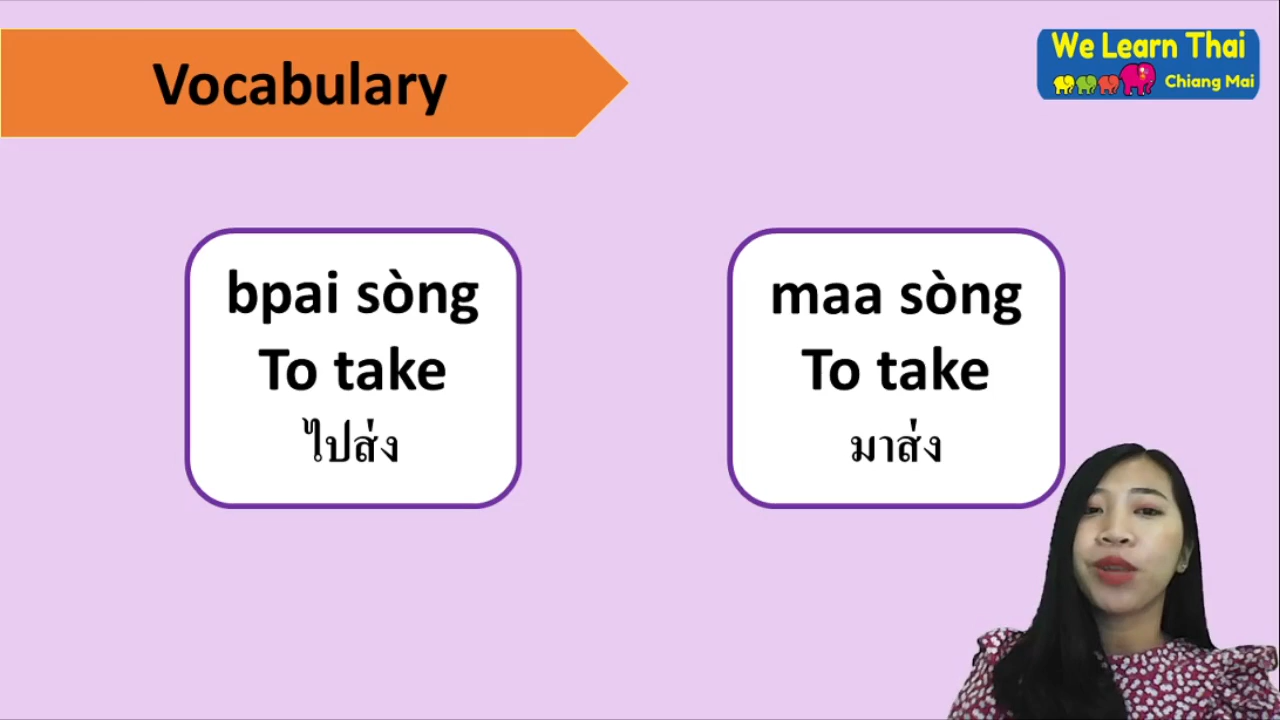 Vocabulary
We Learn Thai
Chiang Mai
bpai sòng
To take
ไปส่ง
maa sòng
To take
มาส่ง